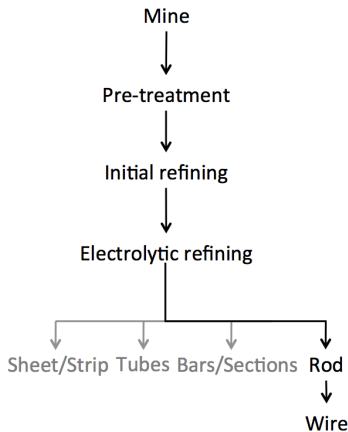 Mine
Pre-treatment
Initial refining
Electrolytic refining
Sheet/Strip Tubes Bars/Sections Rod
Wire